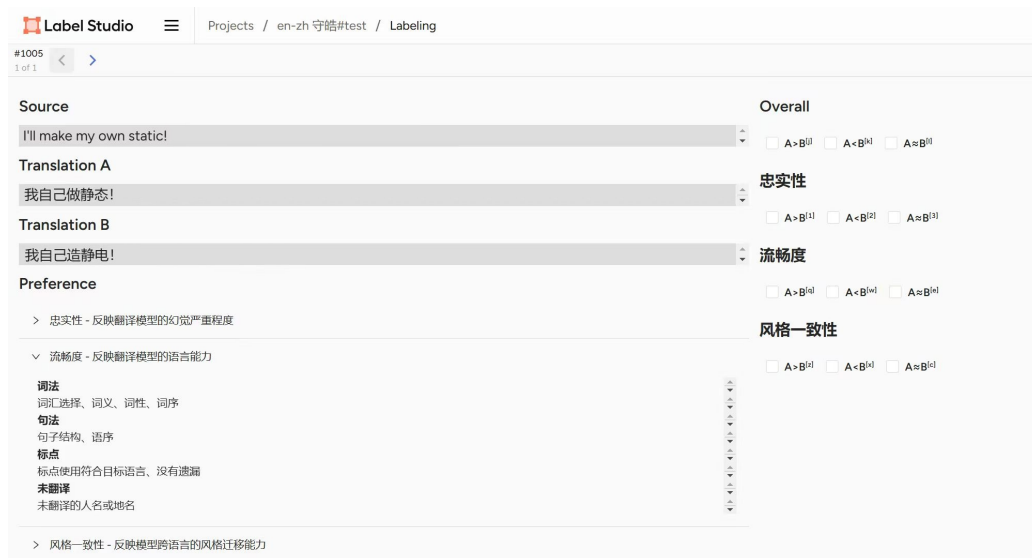 Label Studio Projects / en-zh 守皓#test / Labeling
#1005
1 of 1
Source
I'll make my own static!
Translation A
我自己做静态！
Translation B
我自己造静电！
Preference
> 忠实性 - 反映翻译模型的幻觉严重程度
流畅度 - 反映翻译模型的语言能力
词法
词汇选择、词义、词性、词序
句法
句子结构、语序
标点
标点使用符合目标语言、没有遗漏
未翻译
未翻译的人名或地名
> 风格一致性 - 反映模型跨语言的风格迁移能力
Overall
A>B[j] A<B[k] A≈B[l]
忠实性
A>B[1] A<B[2] A≈B[3]
流畅度
A>B[q] A<B[w] A≈B[e]
风格一致性
A>B[z] A<B[x] A≈B[c]